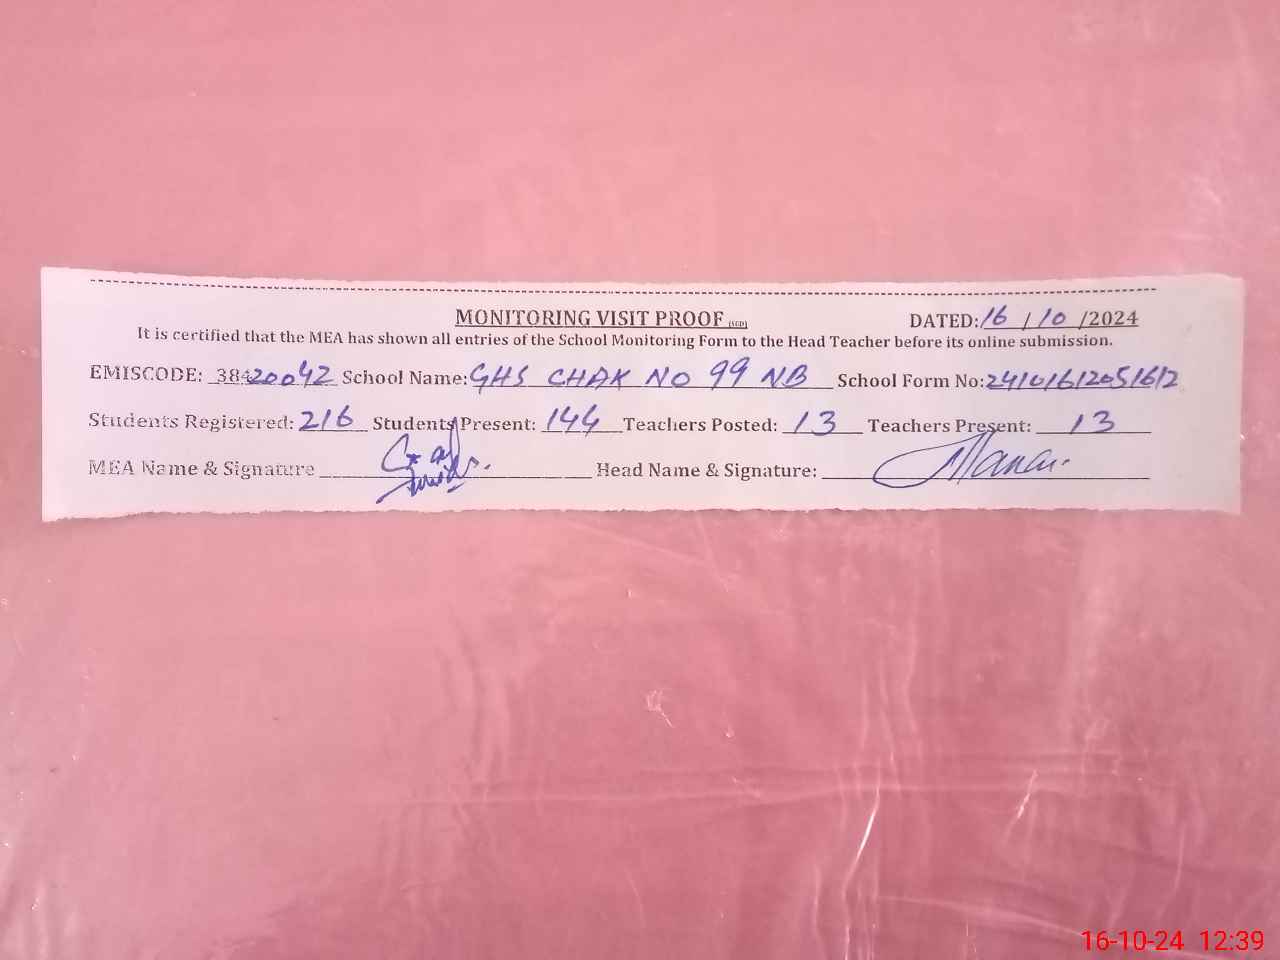 MONITORING VISIT PROOF (SGD) DATED: 16 / 10 /2024
It is certified that the MEA has shown all entries of the School Monitoring Form to the Head Teacher before its online submission.
EMISCODE: 38420042 School Name: GHS CHAK NO 99 NB School Form No: 24101612051612
Students Registered: 216 Students Present: 144 Teachers Posted: 13 Teachers Present: 13
MEA Name & Signature Head Name & Signature:
16-10-24 12:39